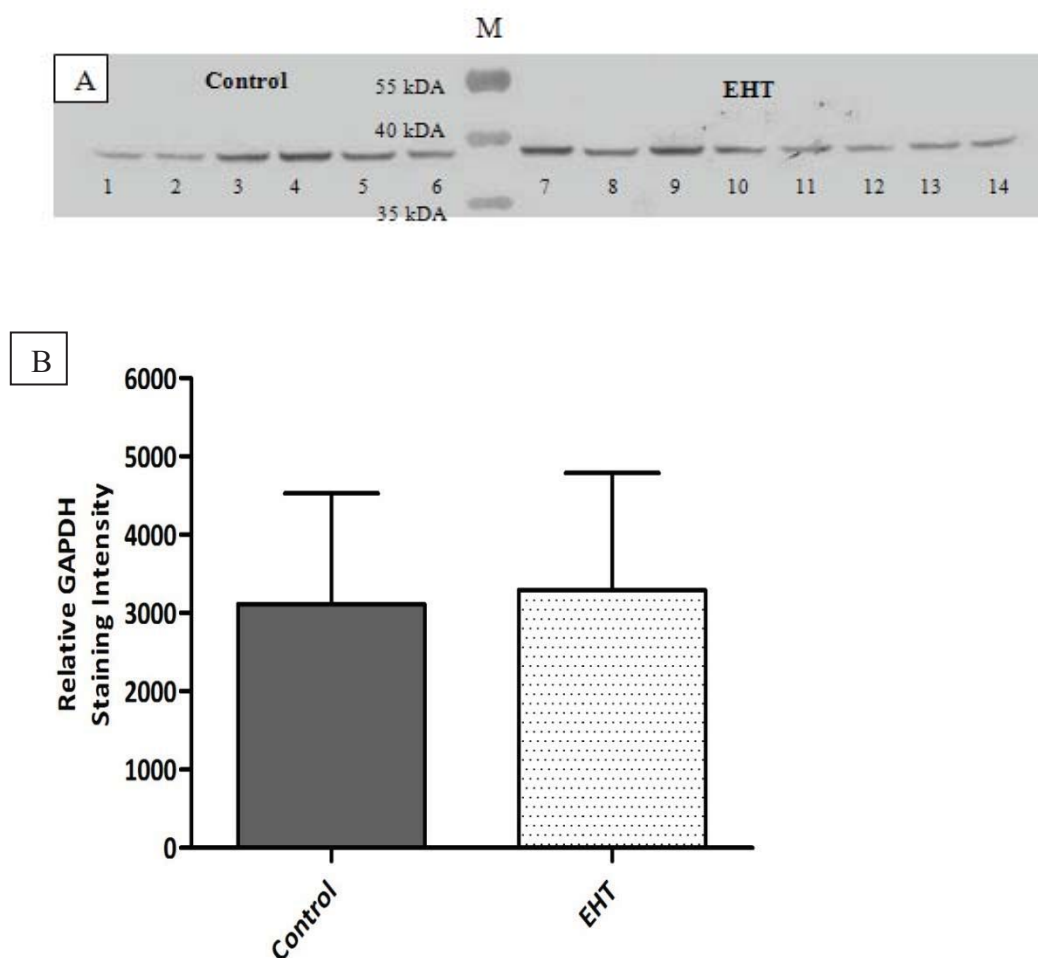 M
A
Control
55 kDA
EHT
40 kDA
1 2 3 4 5 6 7 8 9 10 11 12 13 14
35 kDA
B
6000
5000
4000
3000
2000
1000
0
Relative GAPDH
Staining Intensity
Control
EHT